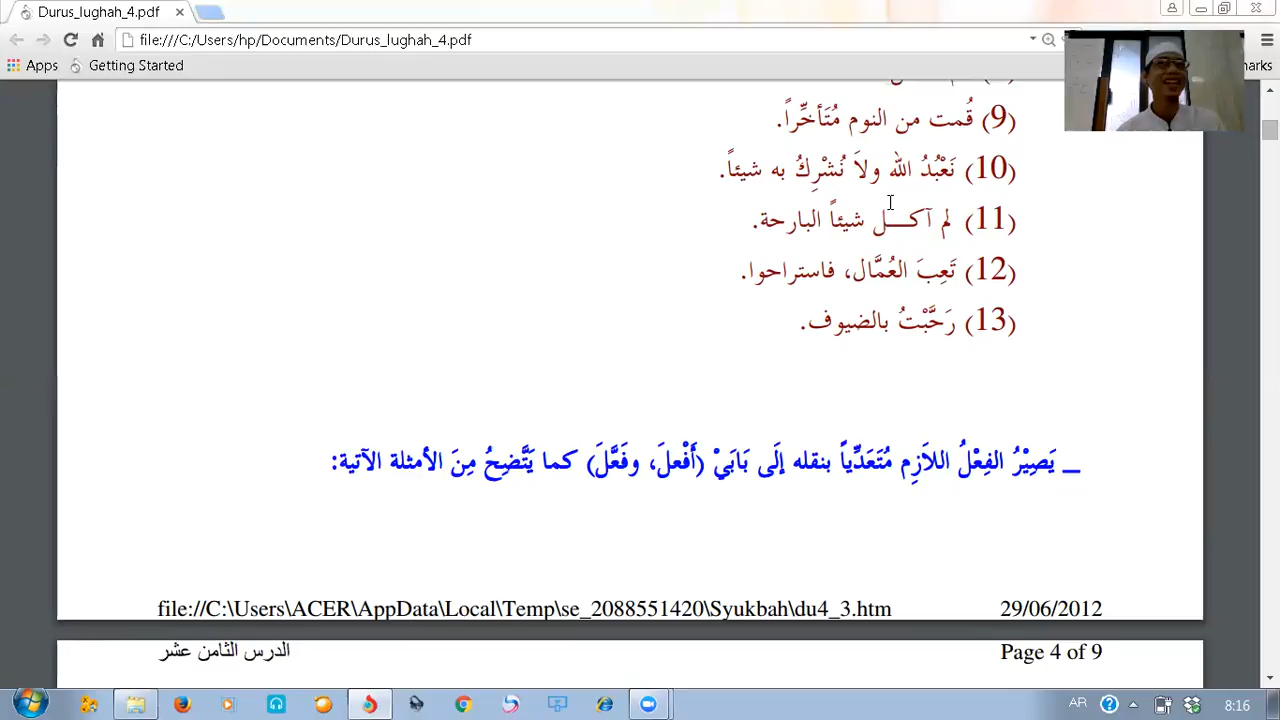 Durus_lughah_4.pdf
file:///C:/Users/hp/Documents/Durus_lughah_4.pdf
Apps Getting Started
(9) قُمت من النوم مُتَأخِّراً.
(10) نَعْبُدُ الله ولاَ نُشْرِكُ به شيئاً.
(11) لم آكـــل شيئاً البارحة.
(12) تَعِبَ العُمَّال، فاستراحوا.
(13) رَحَّبْتُ بالضيوف.
ــ يَصِيْرُ الفِعْلُ اللاَزِم مُتَعَدِّياً بنقله إلَى بَابَيْ (أَفْعلَ، وفَعَّلَ) كما يَتَّضِحُ مِنَ الأمثلة الآتية:
file://C:\Users\ACER\AppData\Local\Temp\se_2088551420\Syukbah\du4_3.htm 29/06/2012
الدرس الثامن عشر Page 4 of 9
AR 8:16